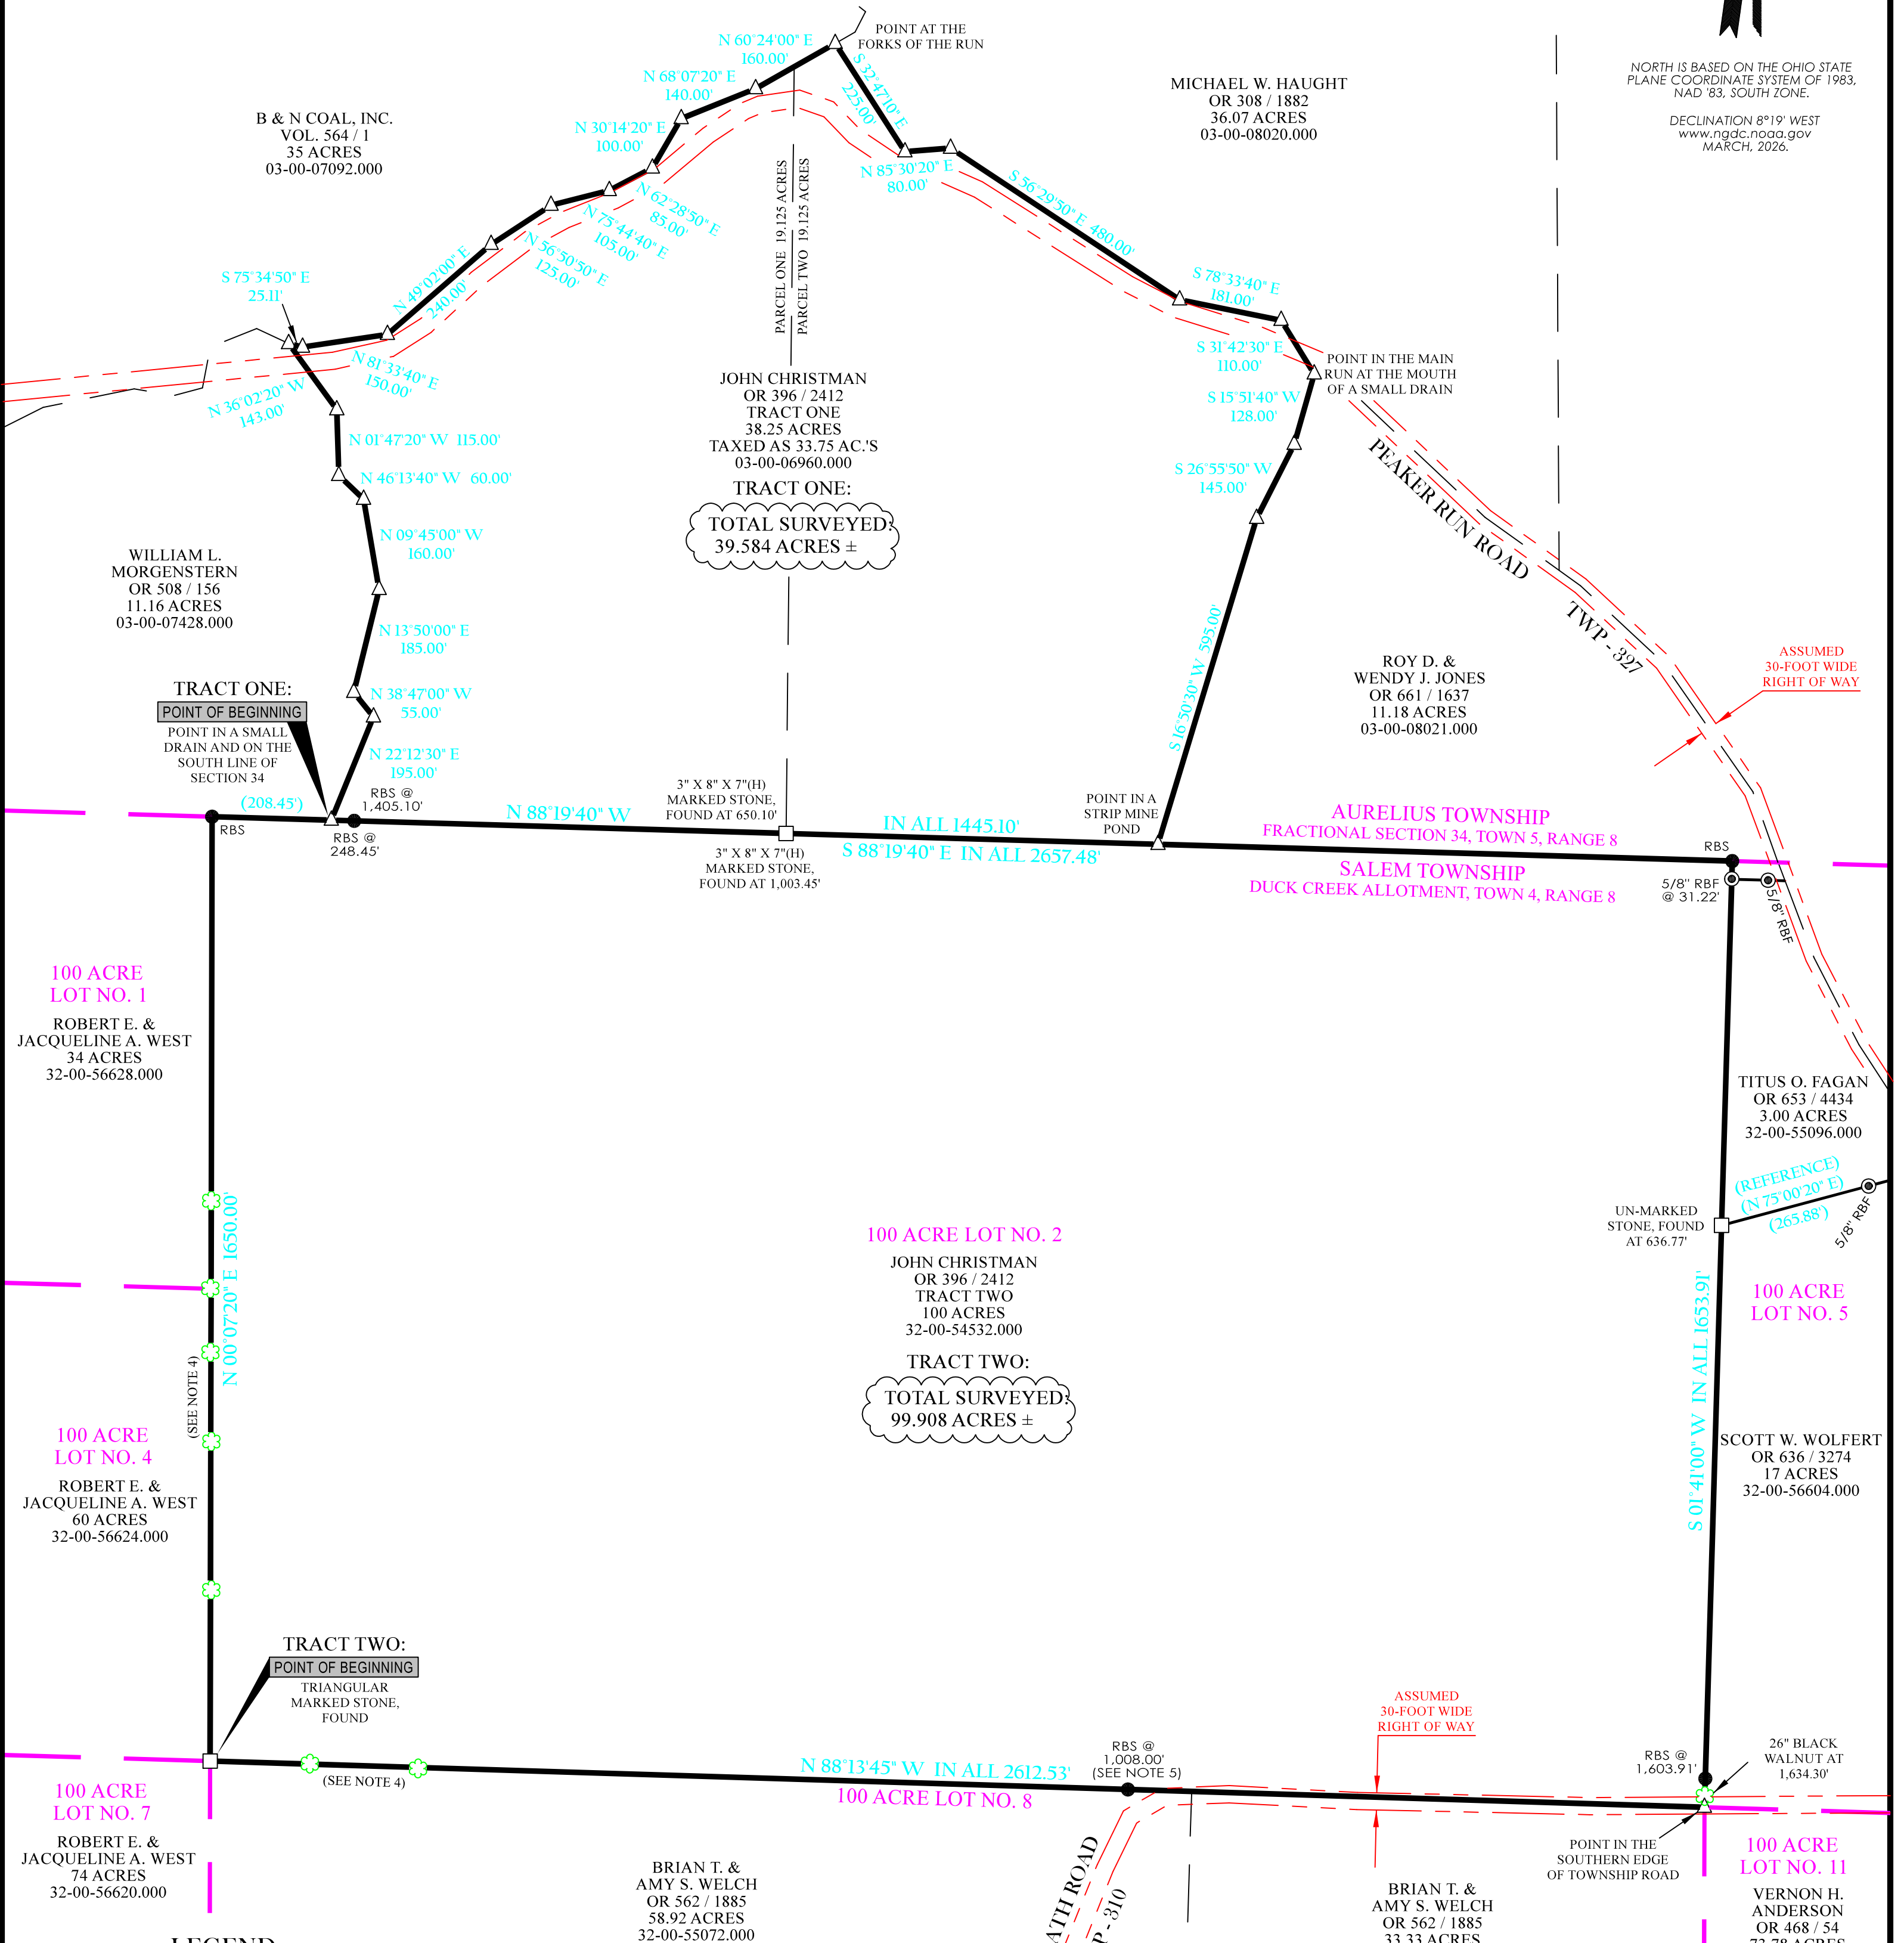 POINT AT THE
FORKS OF THE RUN
N 60°24'00" E
160.00'
S 32°47'10" E
225.00'
N 68°07'20" E
140.00'
MICHAEL W. HAUGHT
OR 308 / 1882
36.07 ACRES
03-00-08020.000
NORTH IS BASED ON THE OHIO STATE
PLANE COORDINATE SYSTEM OF 1983,
NAD '83, SOUTH ZONE.
DECLINATION 8°19' WEST
www.ngdc.noaa.gov
MARCH, 2026.
B & N COAL, INC.
VOL. 564 / 1
35 ACRES
03-00-07092.000
N 30°14'20" E
100.00'
N 85°30'20" E
80.00'
PARCEL ONE 19.125 ACRES
PARCEL TWO 19.125 ACRES
N 62°28'50" E
85.00'
N 75°44'40" E
105.00'
N 56°50'50" E
125.00'
S 56°29'50" E 480.00'
S 75°34'50" E
25.11'
N 49°02'00" E
240.00'
S 78°33'40" E
181.00'
N 81°33'40" E
150.00'
N 36°02'20" W
143.00'
S 31°42'30" E
110.00'
POINT IN THE MAIN
RUN AT THE MOUTH
OF A SMALL DRAIN
S 15°51'40" W
128.00'
JOHN CHRISTMAN
OR 396 / 2412
TRACT ONE
38.25 ACRES
TAXED AS 33.75 AC.'S
03-00-06960.000
TRACT ONE:
TOTAL SURVEYED:
39.584 ACRES ±
N 01°47'20" W 115.00'
N 46°13'40" W 60.00'
S 26°55'50" W
145.00'
PEAKER RUN ROAD
TWP - 327
N 09°45'00" W
160.00'
WILLIAM L.
MORGENSTERN
OR 508 / 156
11.16 ACRES
03-00-07428.000
N 13°50'00" E
185.00'
S 16°50'30" W 595.00'
ROY D. &
WENDY J. JONES
OR 661 / 1637
11.18 ACRES
03-00-08021.000
ASSUMED
30-FOOT WIDE
RIGHT OF WAY
TRACT ONE:
POINT OF BEGINNING
POINT IN A SMALL
DRAIN AND ON THE
SOUTH LINE OF
SECTION 34
N 38°47'00" W
55.00'
N 22°12'30" E
195.00'
(208.45')
RBS
RBS @
1,405.10'
RBS @
248.45'
N 88°19'40" W
3" X 8" X 7"(H)
MARKED STONE,
FOUND AT 650.10'
3" X 8" X 7"(H)
MARKED STONE,
FOUND AT 1,003.45'
IN ALL 1445.10'
S 88°19'40" E IN ALL 2657.48'
POINT IN A
STRIP MINE
POND
AURELIUS TOWNSHIP
FRACTIONAL SECTION 34, TOWN 5, RANGE 8
SALEM TOWNSHIP
DUCK CREEK ALLOTMENT, TOWN 4, RANGE 8
RBS
5/8" RBF
@ 31.22'
5/8" RBF
100 ACRE
LOT NO. 1
ROBERT E. &
JACQUELINE A. WEST
34 ACRES
32-00-56628.000
TITUS O. FAGAN
OR 653 / 4434
3.00 ACRES
32-00-55096.000
(REFERENCE)
(N 75°00'20" E)
(265.88')
5/8" RBF
UN-MARKED
STONE, FOUND
AT 636.77'
N 00°07'20" E 1650.00'
(SEE NOTE 4)
100 ACRE LOT NO. 2
JOHN CHRISTMAN
OR 396 / 2412
TRACT TWO
100 ACRES
32-00-54532.000
TRACT TWO:
TOTAL SURVEYED:
99.908 ACRES ±
100 ACRE
LOT NO. 5
S 01°41'00" W IN ALL 1653.91'
SCOTT W. WOLFERT
OR 636 / 3274
17 ACRES
32-00-56604.000
100 ACRE
LOT NO. 4
ROBERT E. &
JACQUELINE A. WEST
60 ACRES
32-00-56624.000
TRACT TWO:
POINT OF BEGINNING
TRIANGULAR
MARKED STONE,
FOUND
(SEE NOTE 4)
N 88°13'45" W IN ALL 2612.53'
100 ACRE LOT NO. 8
RBS @
1,008.00'
(SEE NOTE 5)
ASSUMED
30-FOOT WIDE
RIGHT OF WAY
RBS @
1,603.91'
26" BLACK
WALNUT AT
1,634.30'
100 ACRE
LOT NO. 7
ROBERT E. &
JACQUELINE A. WEST
74 ACRES
32-00-56620.000
BRIAN T. &
AMY S. WELCH
OR 562 / 1885
58.92 ACRES
32-00-55072.000
ATH ROAD
P - 310
POINT IN THE
SOUTHERN EDGE
OF TOWNSHIP ROAD
BRIAN T. &
AMY S. WELCH
OR 562 / 1885
33.33 ACRES
100 ACRE
LOT NO. 11
VERNON H.
ANDERSON
OR 468 / 54
73.78 ACRES
LEGEND